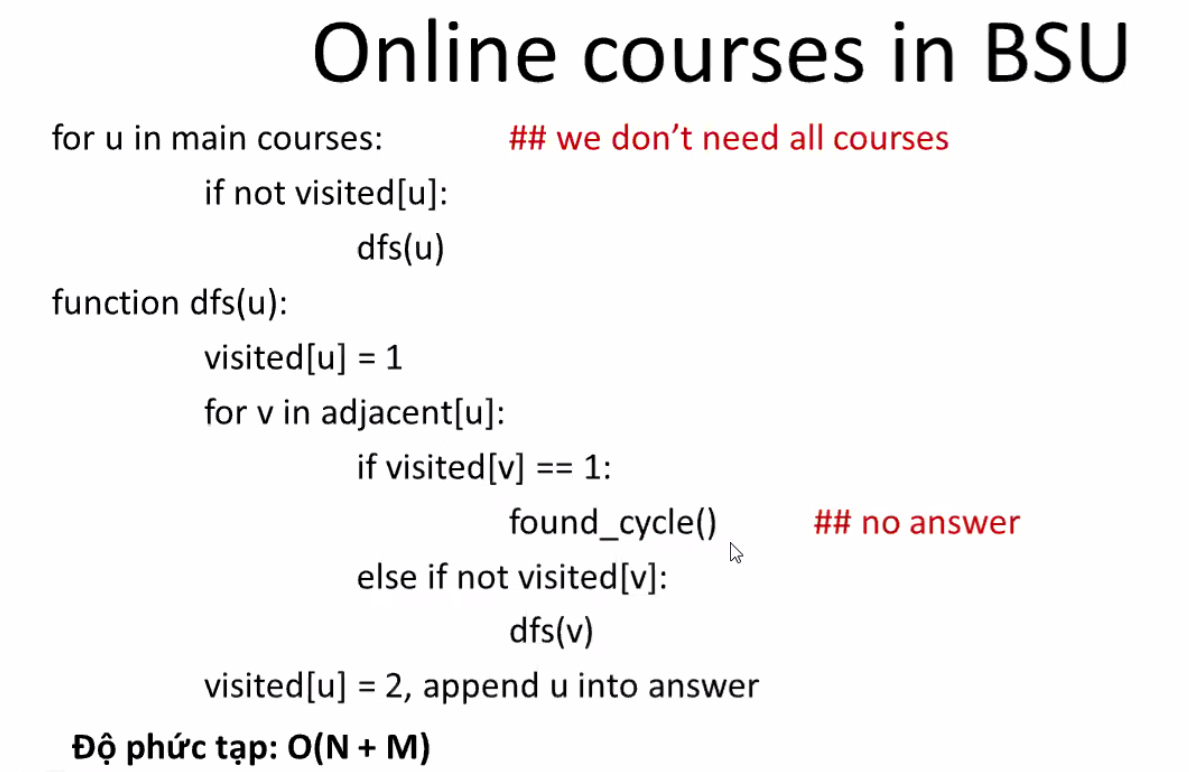 Online courses in BSU
for u in main courses: ## we don’t need all courses
if not visited[u]:
dfs(u)
function dfs(u):
visited[u] = 1
for v in adjacent[u]:
if visited[v] == 1:
found_cycle() ## no answer
else if not visited[v]:
dfs(v)
visited[u] = 2, append u into answer
Độ phức tạp: O(N + M)